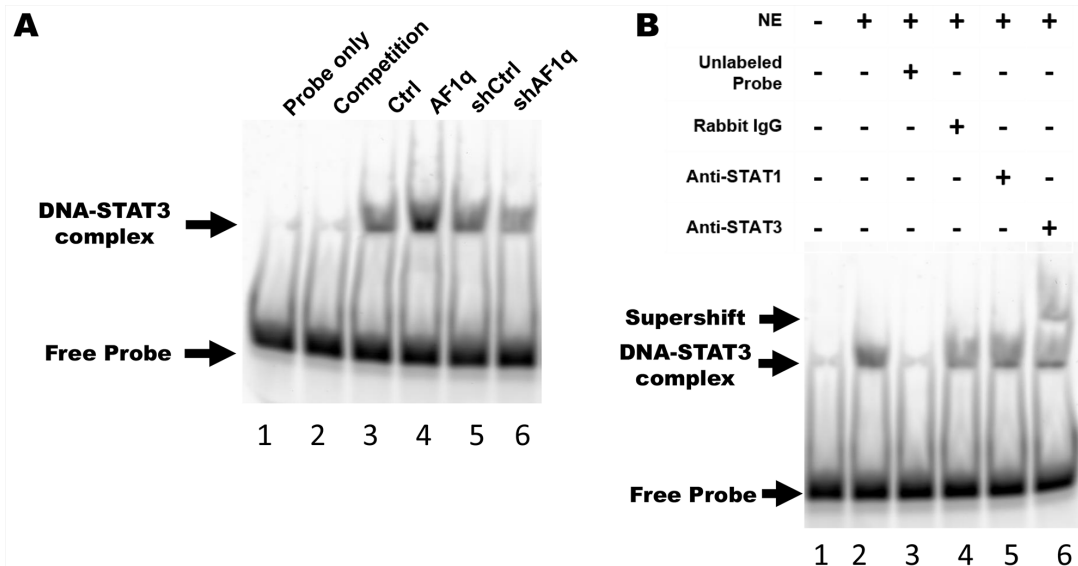 A
Probe only
Competition
Ctrl
AF1q
shCtrl
shAF1q
DNA-STAT3
complex
Free Probe
1 2 3 4 5 6
B
NE - + + + + +
Unlabeled
Probe - - + - - -
Rabbit IgG - - - + - -
Anti-STAT1 - - - - + -
Anti-STAT3 - - - - - +
Supershift
DNA-STAT3
complex
Free Probe
1 2 3 4 5 6